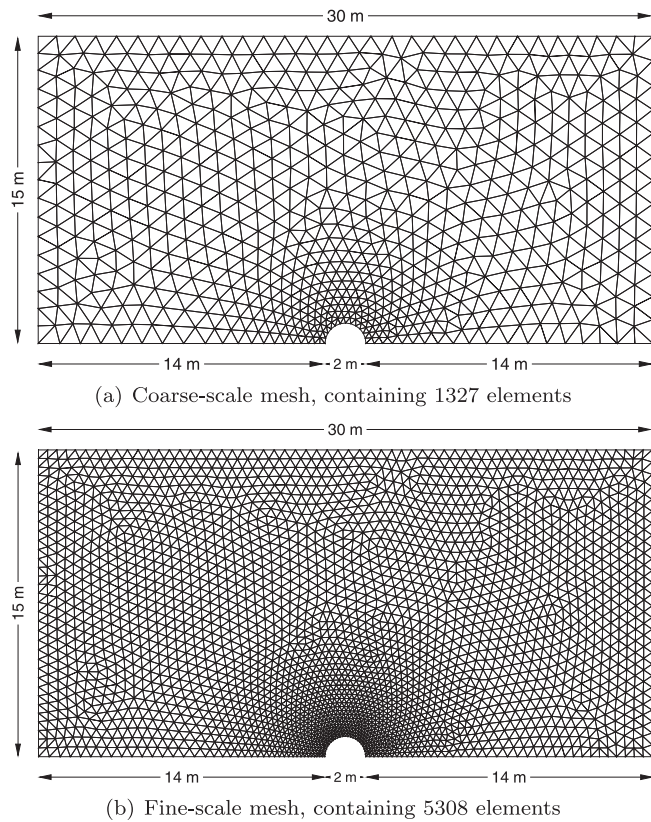 30 m
15 m
14 m
2 m
14 m
(a) Coarse-scale mesh, containing 1327 elements
30 m
15 m
14 m
2 m
14 m
(b) Fine-scale mesh, containing 5308 elements